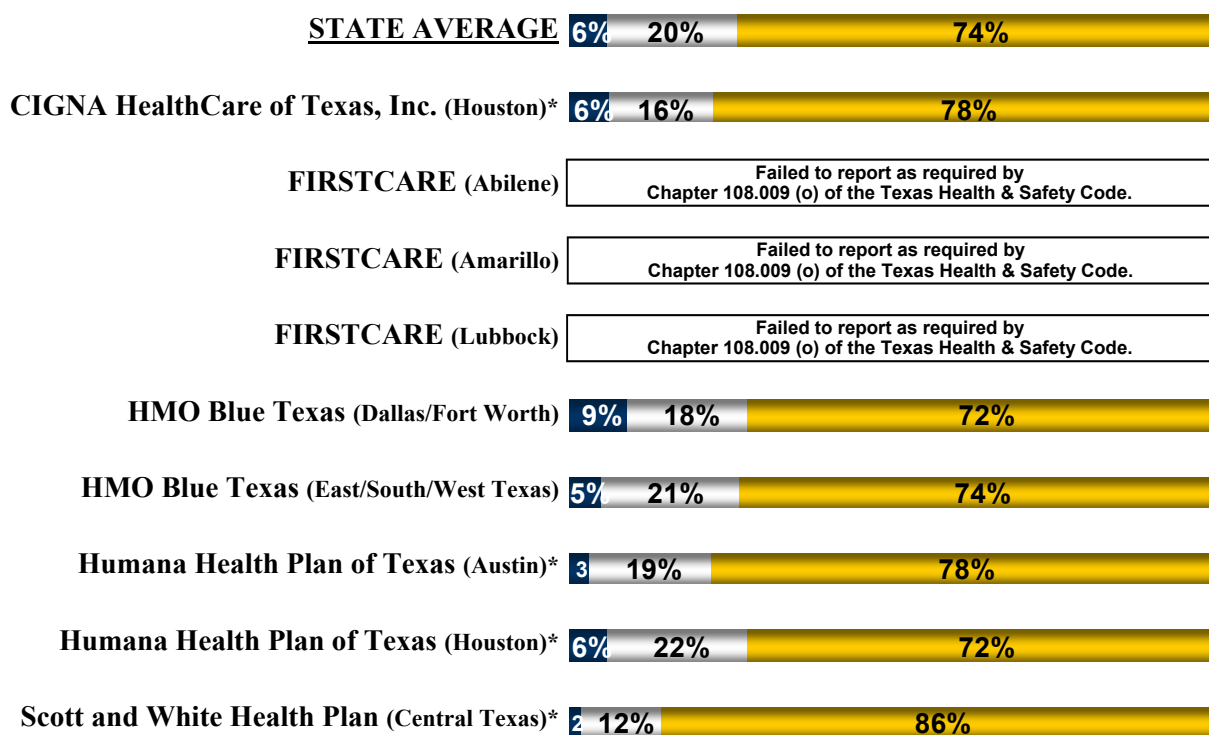 STATE AVERAGE 6% 20% 74%
CIGNA HealthCare of Texas, Inc. (Houston)* 6% 16% 78%
FIRSTCARE (Abilene) Failed to report as required by
Chapter 108.009 (o) of the Texas Health & Safety Code.
FIRSTCARE (Amarillo) Failed to report as required by
Chapter 108.009 (o) of the Texas Health & Safety Code.
FIRSTCARE (Lubbock) Failed to report as required by
Chapter 108.009 (o) of the Texas Health & Safety Code.
HMO Blue Texas (Dallas/Fort Worth) 9% 18% 72%
HMO Blue Texas (East/South/West Texas) 5% 21% 74%
Humana Health Plan of Texas (Austin)* 3 19% 78%
Humana Health Plan of Texas (Houston)* 6% 22% 72%
Scott and White Health Plan (Central Texas)* 2 12% 86%